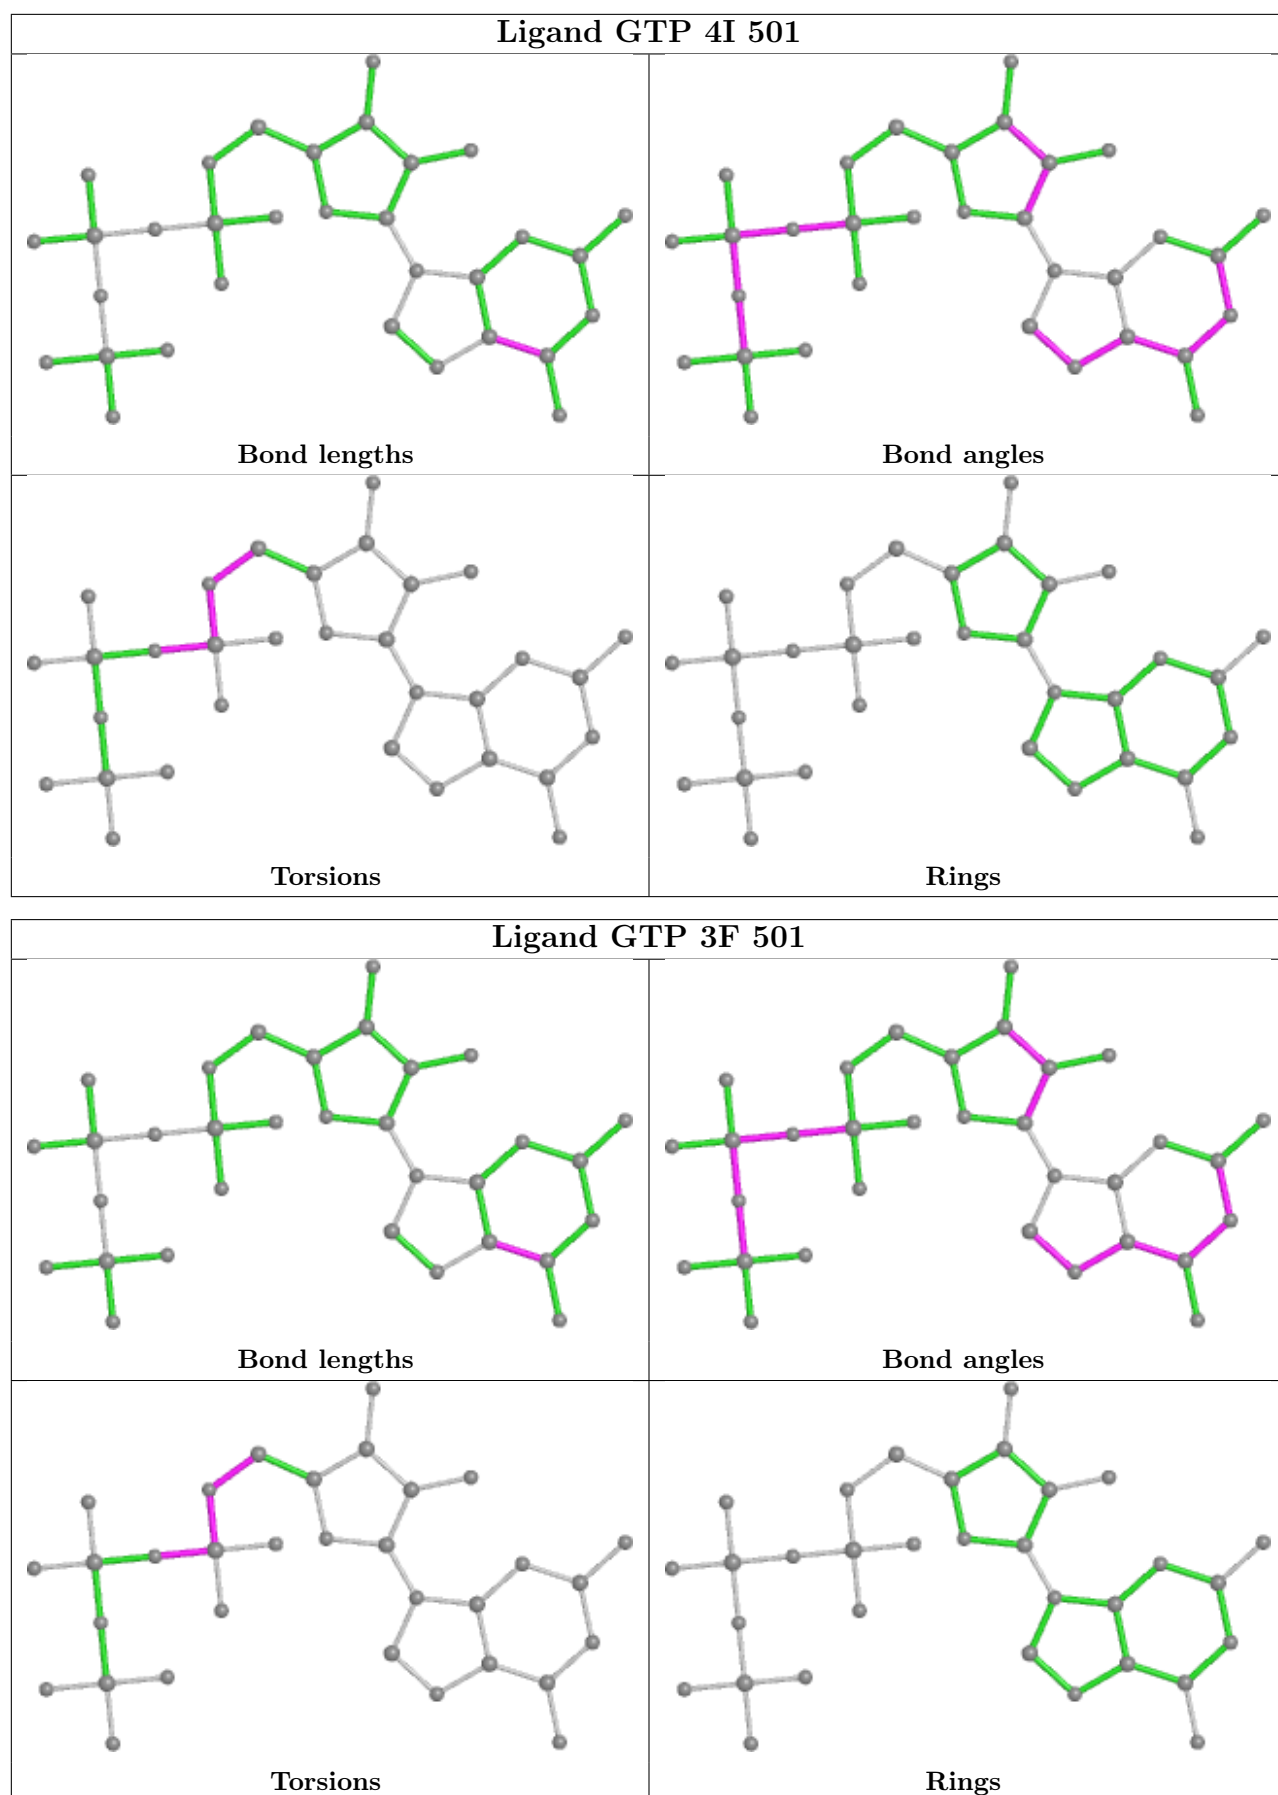 Ligand GTP 4I 501
Bond lengths
Bond angles
Torsions
Rings
Ligand GTP 3F 501
Bond lengths
Bond angles
Torsions
Rings